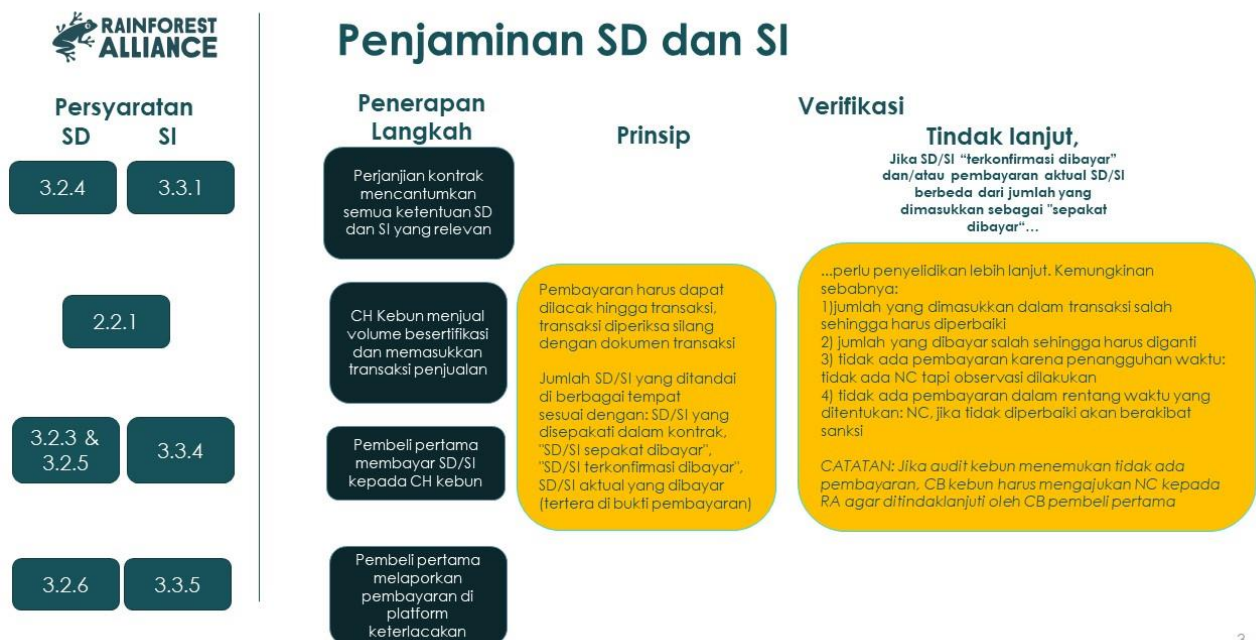 RAINFOREST
ALLIANCE
Penjaminan SD dan SI
Persyaratan
SD SI
Penerapan
Langkah
Prinsip
Verifikasi
Tindak lanjut,
Jika SD/SI “terkonfirmasi dibayar”
dan/atau pembayaran aktual SD/SI
berbeda dari jumlah yang
dimasukkan sebagai "sepakat
dibayar“…
3.2.4
3.3.1
Perjanjian kontrak
mencantumkan
semua ketentuan SD
dan SI yang relevan
2.2.1
CH Kebun menjual
volume besertifikasi
dan memasukkan
transaksi penjualan
3.2.3 &
3.2.5
3.3.4
Pembeli pertama
membayar SD/SI
kepada CH kebun
3.2.6
3.3.5
Pembeli pertama
melaporkan
pembayaran di
platform
keterlacakan
Pembayaran harus dapat
dilacak hingga transaksi,
transaksi diperiksa silang
dengan dokumen transaksi
Jumlah SD/SI yang ditandai
di berbagai tempat
sesuai dengan: SD/SI yang
disepakati dalam kontrak,
"SD/SI sepakat dibayar",
"SD/SI terkonfirmasi dibayar",
SD/SI aktual yang dibayar
(tertera di bukti pembayaran)
...perlu penyelidikan lebih lanjut. Kemungkinan
sebabnya:
1)jumlah yang dimasukkan dalam transaksi salah
sehingga harus diperbaiki
2) jumlah yang dibayar salah sehingga harus diganti
3) tidak ada pembayaran karena penangguhan waktu:
tidak ada NC tapi observasi dilakukan
4) tidak ada pembayaran dalam rentang waktu yang
ditentukan: NC, jika tidak diperbaiki akan berakibat
sanksi
CATATAN: Jika audit kebun menemukan tidak ada
pembayaran, CB kebun harus mengajukan NC kepada
RA agar ditindaklanjuti oleh CB pembeli pertama